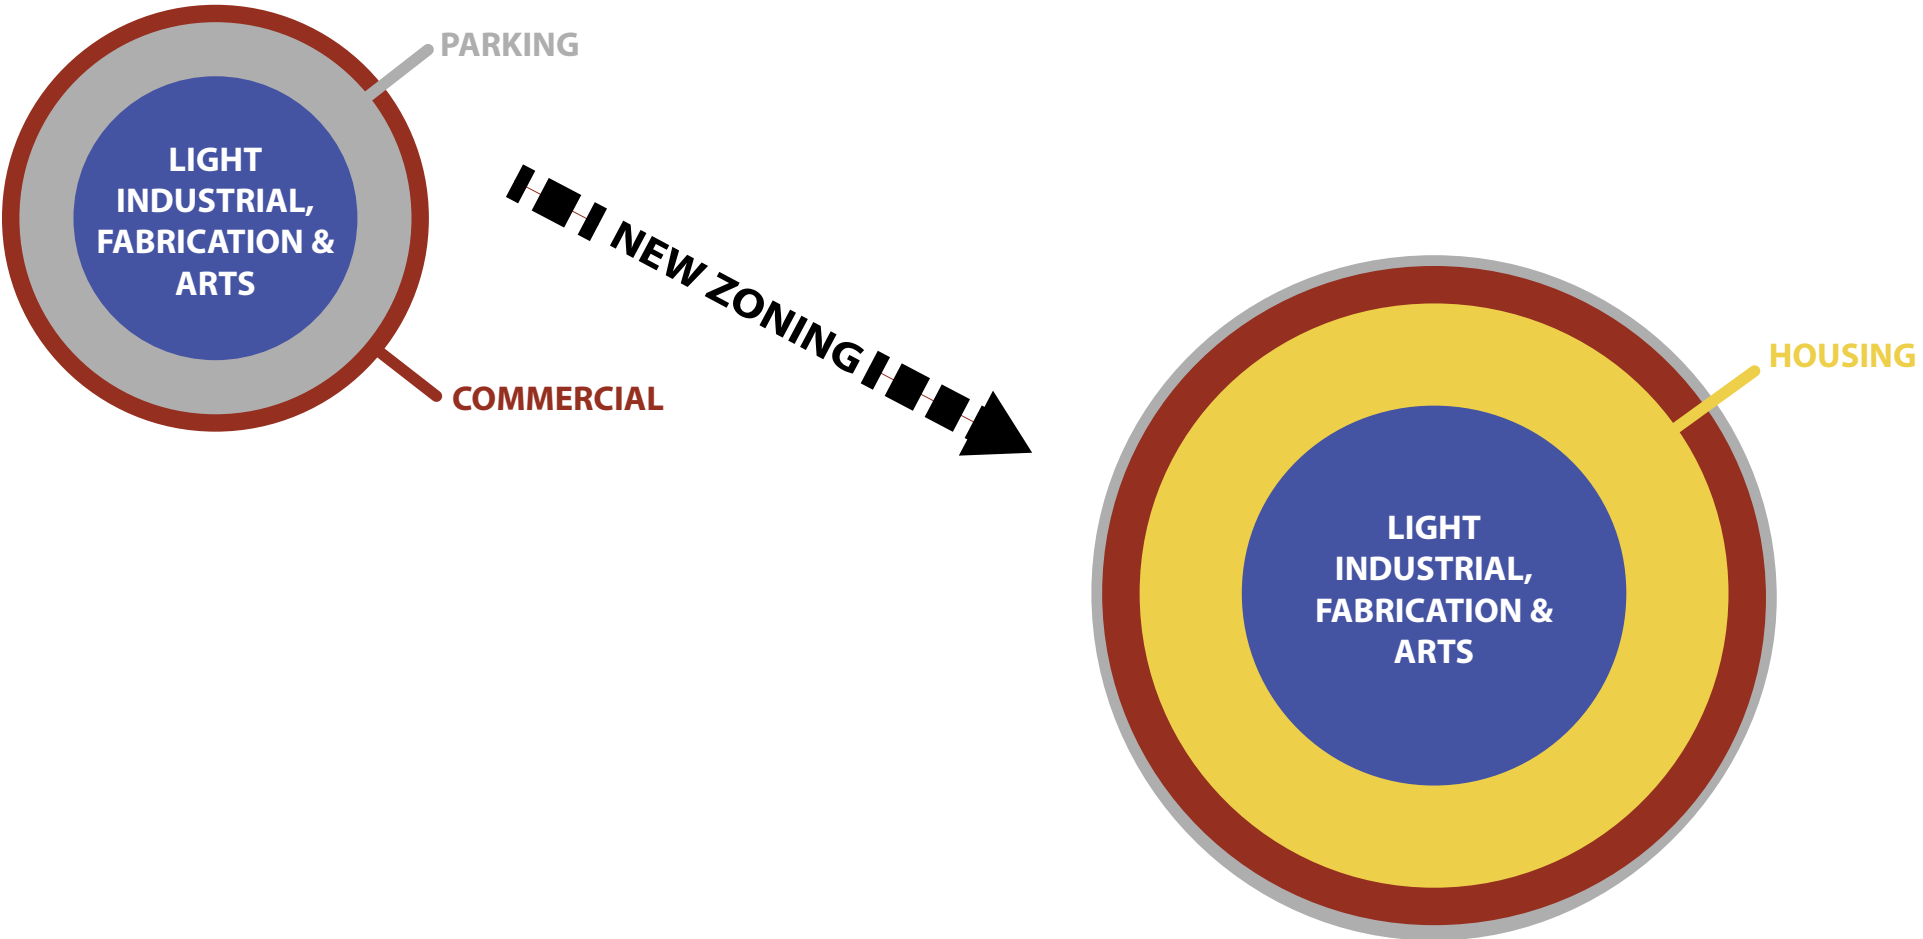 PARKING
LIGHT
INDUSTRIAL,
FABRICATION &
ARTS
COMMERCIAL
NEW ZONING
HOUSING
LIGHT
INDUSTRIAL,
FABRICATION &
ARTS